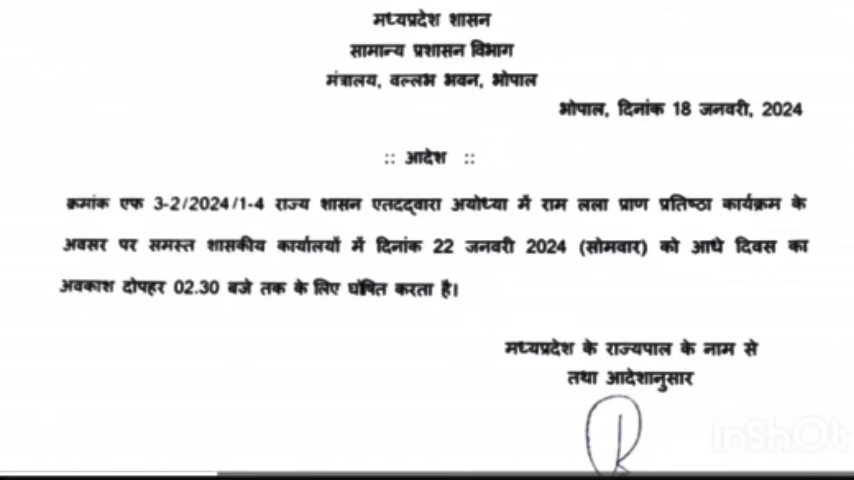 मध्यप्रदेश शासन
सामान्य प्रशासन विभाग
मंत्रालय, वल्लभ भवन, भोपाल
भोपाल, दिनांक 18 जनवरी, 2024
:: आदेश ::
क्रमांक एफ 3-2/2024/1-4 राज्य शासन एतदद्वारा अयोध्या में राम लला प्राण प्रतिष्ठा कार्यक्रम के
अवसर पर समस्त शासकीय कार्यालयों में दिनांक 22 जनवरी 2024 (सोमवार) को आधे दिवस का
अवकाश दोपहर 02.30 बजे तक के लिए घोषित करता है।
मध्यप्रदेश के राज्यपाल के नाम से
तथा आदेशानुसार
InShOt